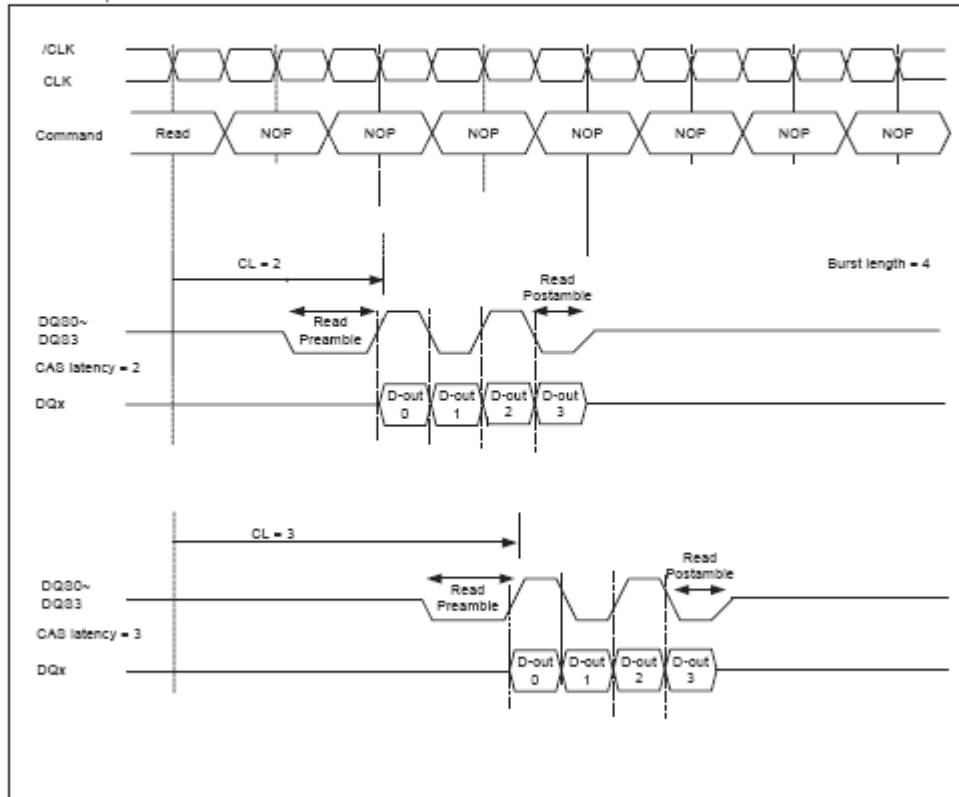 /CLK
CLK
Command Read NOP NOP NOP NOP NOP NOP NOP
CL = 2
Read
Postamble
Burst length = 4
DQS0~
DQS3
Read
Preamble
CAS latency = 2
DQx
D-out
0
D-out
1
D-out
2
D-out
3
CL = 3
Read
Postamble
DQS0~
DQS3
Read
Preamble
CAS latency = 3
DQx
D-out
0
D-out
1
D-out
2
D-out
3